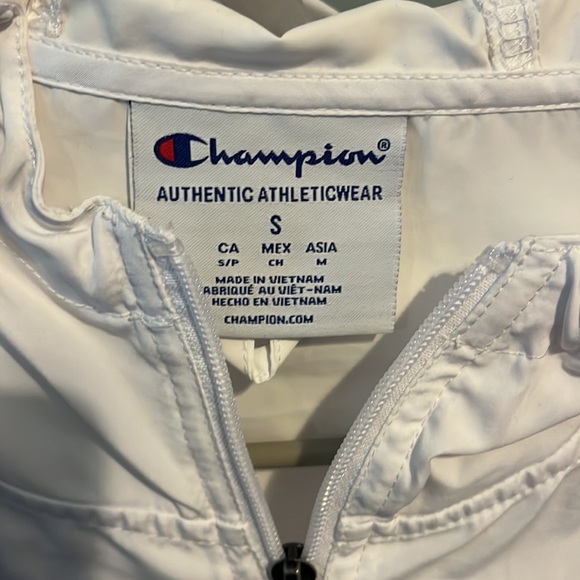 Champion®
AUTHENTIC ATHLETICWEAR
S
CA MEX ASIA
S/P CH M
MADE IN VIETNAM
FABRIQUÉ AU VIÊT-NAM
HECHO EN VIETNAM
CHAMPION.COM